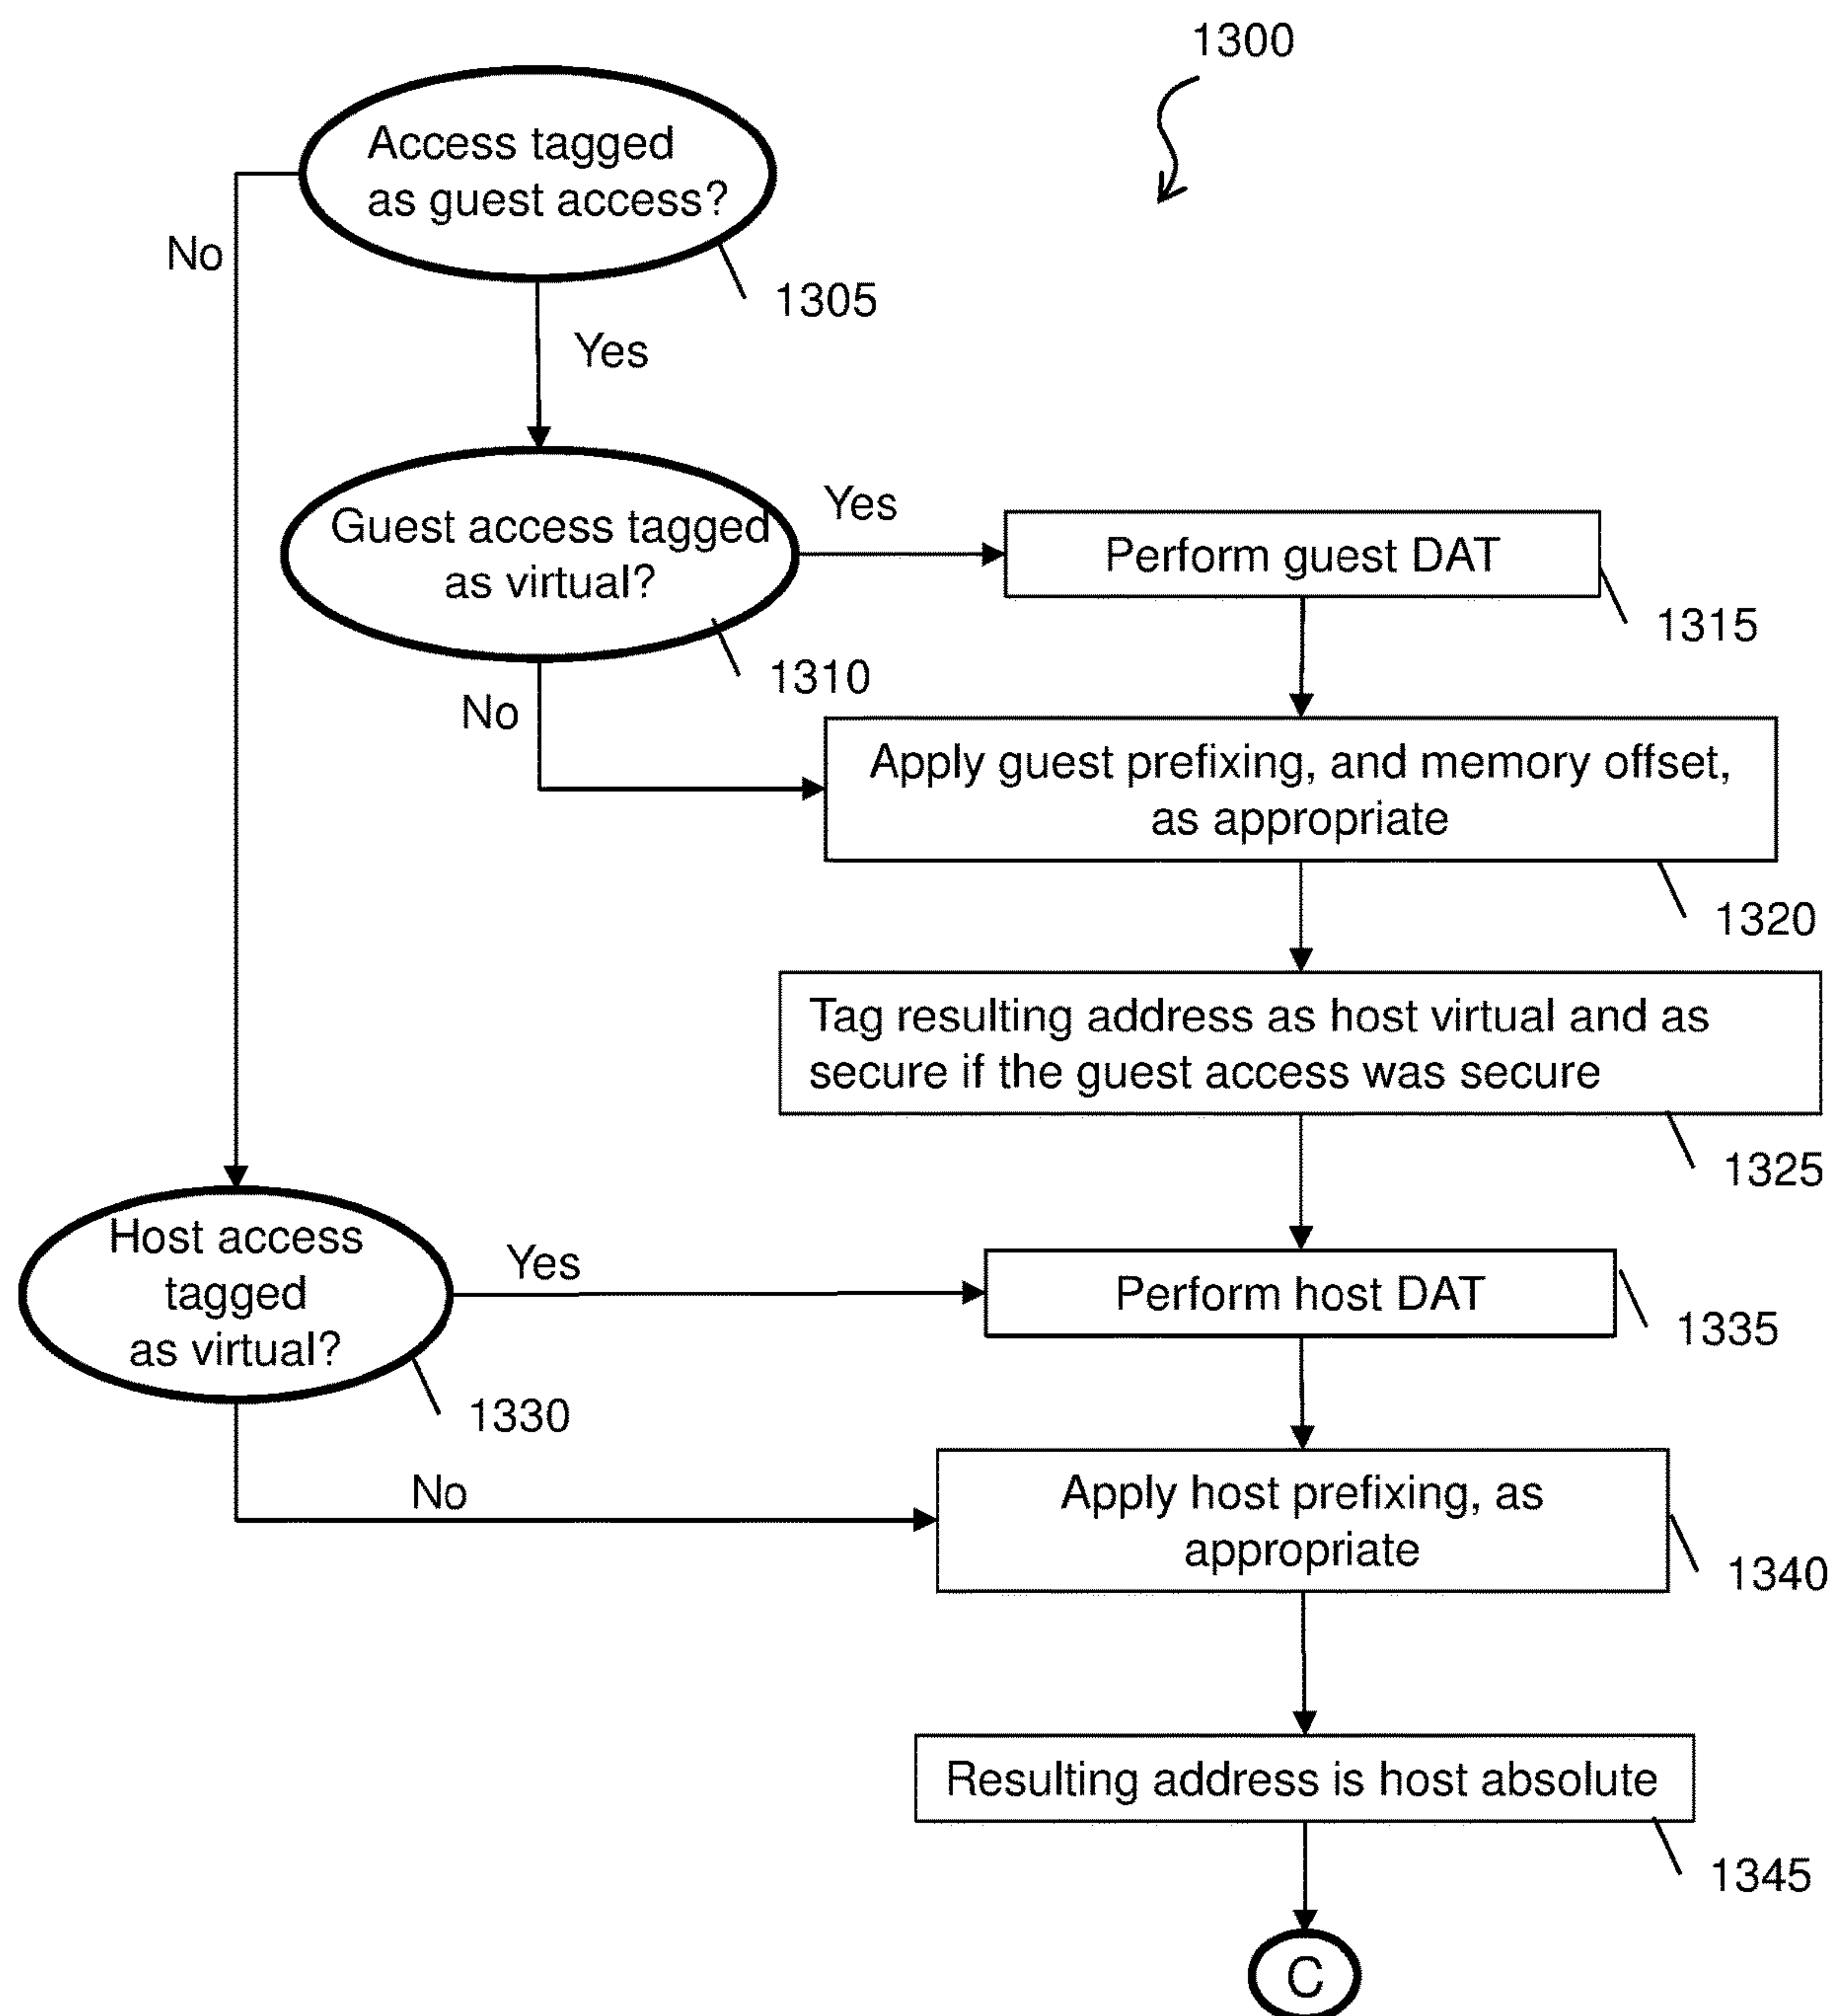 1300
Access tagged
as guest access?
No
1305
Yes
Guest access tagged
as virtual?
Yes
Perform guest DAT
1315
1310
No
Apply guest prefixing, and memory offset,
as appropriate
1320
Tag resulting address as host virtual and as
secure if the guest access was secure
1325
Host access
tagged
as virtual?
Yes
Perform host DAT
1335
1330
No
Apply host prefixing, as
appropriate
1340
Resulting address is host absolute
1345
C